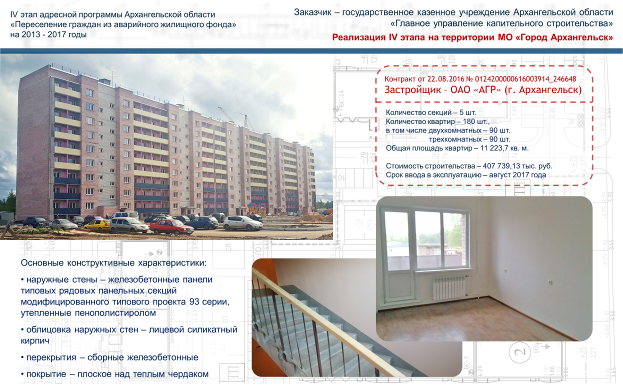 IV этап адресной программы Архангельской области
«Переселение граждан из аварийного жилищного фонда»
на 2013 - 2017 годы
Заказчик – государственное казенное учреждение Архангельской области
«Главное управление капительного строительства»
Реализация IV этапа на территории МО «Город Архангельск»
Контракт от 22.08.2016 № 0124200000616003914_246648
Застройщик – ОАО «АГР» (г. Архангельск)
Количество секций – 5 шт.
Количество квартир – 180 шт.,
в том числе двухкомнатных – 90 шт.
трехкомнатных – 90 шт.
Общая площадь квартир – 11 223,7 кв. м.
Стоимость строительства – 407 739,13 тыс. руб.
Срок ввода в эксплуатацию – август 2017 года
Основные конструктивные характеристики:
• наружные стены – железобетонные панели
типовых рядовых панельных секций
модифицированного типового проекта 93 серии,
утепленные пенополистиролом
• облицовка наружных стен – лицевой силикатный
кирпич
• перекрытия – сборные железобетонные
• покрытие – плоское над теплым чердаком
2